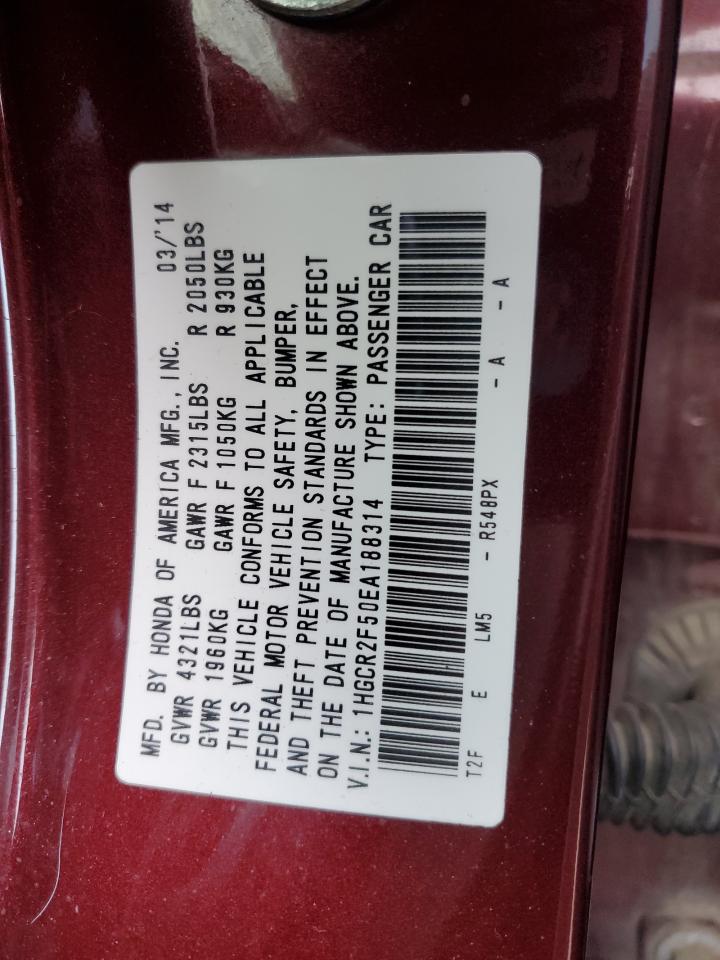 MFD. BY HONDA OF AMERICA MFG., INC. 03/'14
GVWR 4321LBS GAWR F 2315LBS R 2050LBS
GVWR 1960KG GAWR F 1050KG R 930KG
THIS VEHICLE CONFORMS TO ALL APPLICABLE
FEDERAL MOTOR VEHICLE SAFETY, BUMPER,
AND THEFT PREVENTION STANDARDS IN EFFECT
ON THE DATE OF MANUFACTURE SHOWN ABOVE.
V.I.N.: 1HGCR2F50EA188314 TYPE: PASSENGER CAR
T2F E LM5 - R548PX - A - A